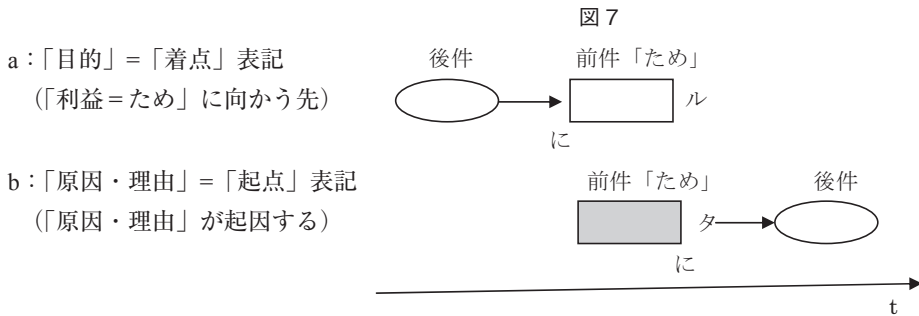 図7
a：「目的」=「着点」表記
（「利益=ため」に向かう先）
後件
前件「ため」
ル
に
b：「原因・理由」=「起点」表記
（「原因・理由」が起因する）
前件「ため」
後件
タ
に
t